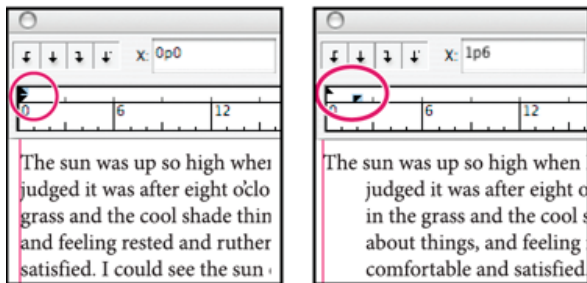 X: 0p0
0 6 12
The sun was up so high when
judged it was after eight o'clo
grass and the cool shade thin
and feeling rested and ruther
satisfied. I could see the sun
X: 1p6
0 6 12
The sun was up so high when
judged it was after eight o
in the grass and the cool s
about things, and feeling
comfortable and satisfied.